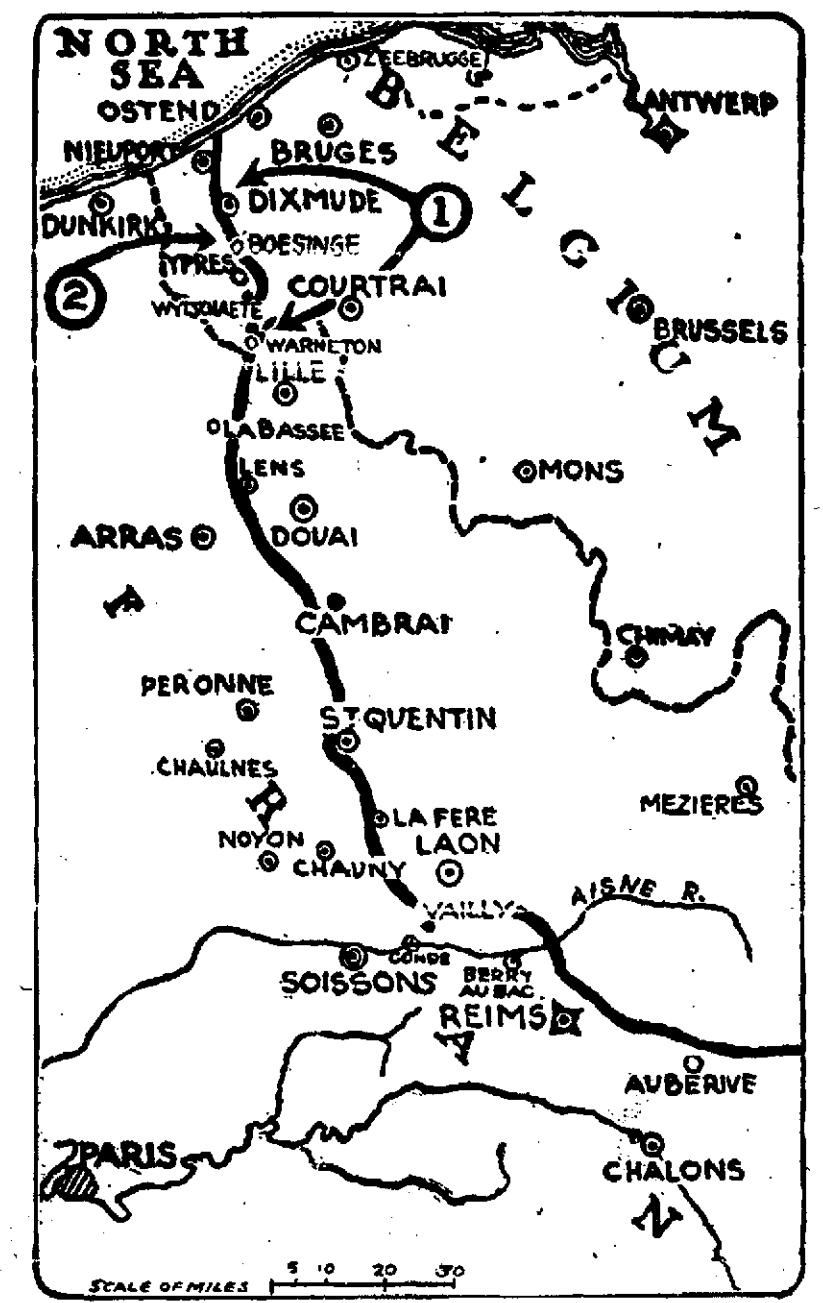 NORTH
SEA
ZEEBRUGGE
OSTEND
ANTWERP
NIEUPORT
BRUGES
DIXMUDE
1
DUNKIRK
BOESINGE
YPRES
2
COURTRAI
WYTSCHAETE
BELGIUM
BRUSSELS
WARNETON
LILLE
LA BASSEE
LENS
MONS
ARRAS
DOUAI
CAMBRAI
CHIMAY
PERONNE
ST QUENTIN
CHAULNES
MEZIERES
LA FERE
NOYON
LAON
CHAUNY
AISNE R.
VAILLY
CONDE
SOISSONS
BERRY
AU BAC
REIMS
AUBERIVE
PARIS
CHALONS
F R A N
SCALE OF MILES
5 10 20 30